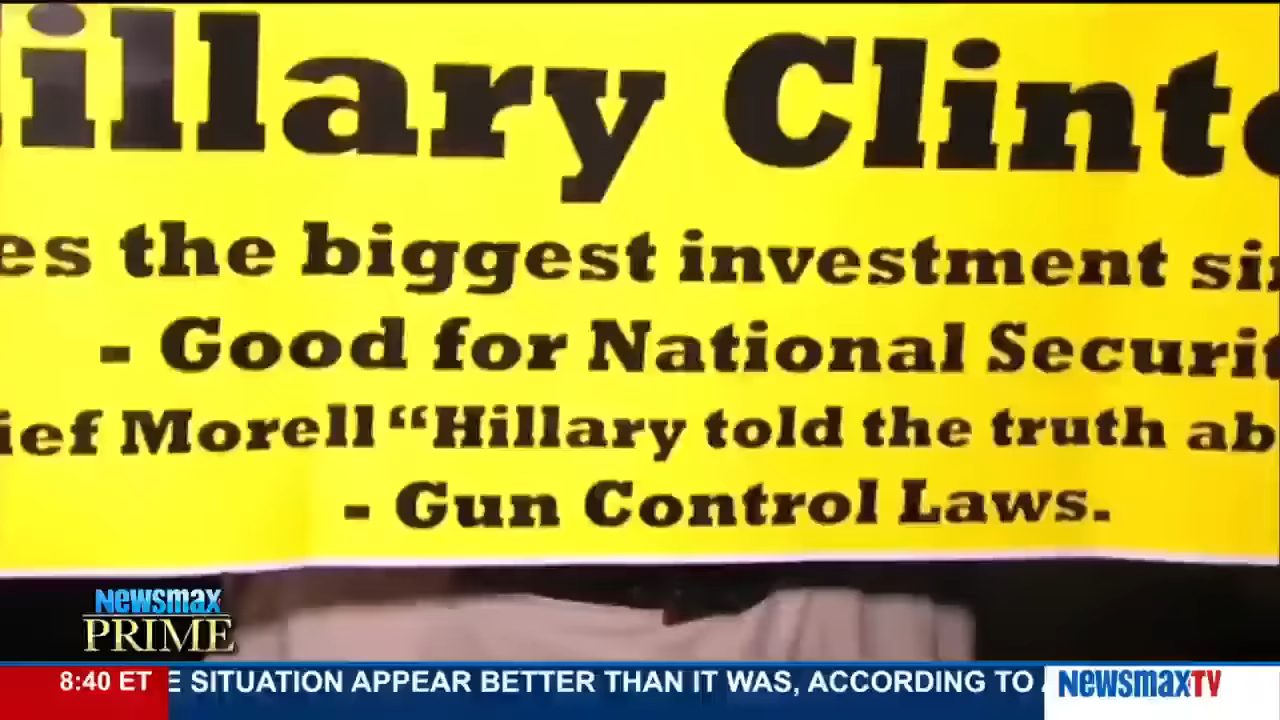 illary Clinto
es the biggest investment si
- Good for National Securit
ief Morell “Hillary told the truth ab
- Gun Control Laws.
Newsmax
PRIME
8:40 ET E SITUATION APPEAR BETTER THAN IT WAS, ACCORDING TO NewsmaxTV